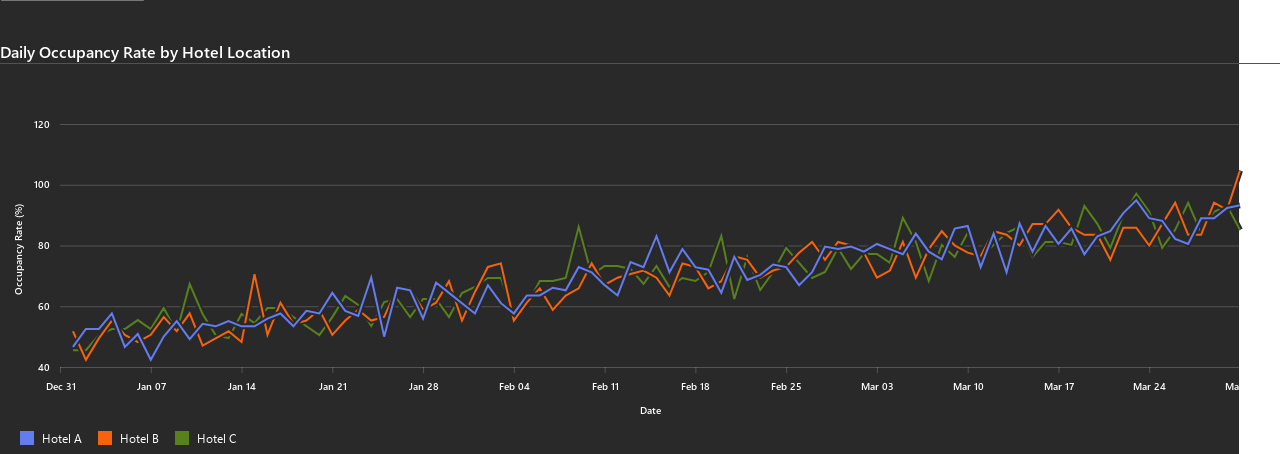 Daily Occupancy Rate by Hotel Location
120
100
80
60
40
Occupancy Rate (%)
Dec 31 Jan 07 Jan 14 Jan 21 Jan 28 Feb 04 Feb 11 Feb 18 Feb 25 Mar 03 Mar 10 Mar 17 Mar 24 Ma
Date
Hotel A Hotel B Hotel C